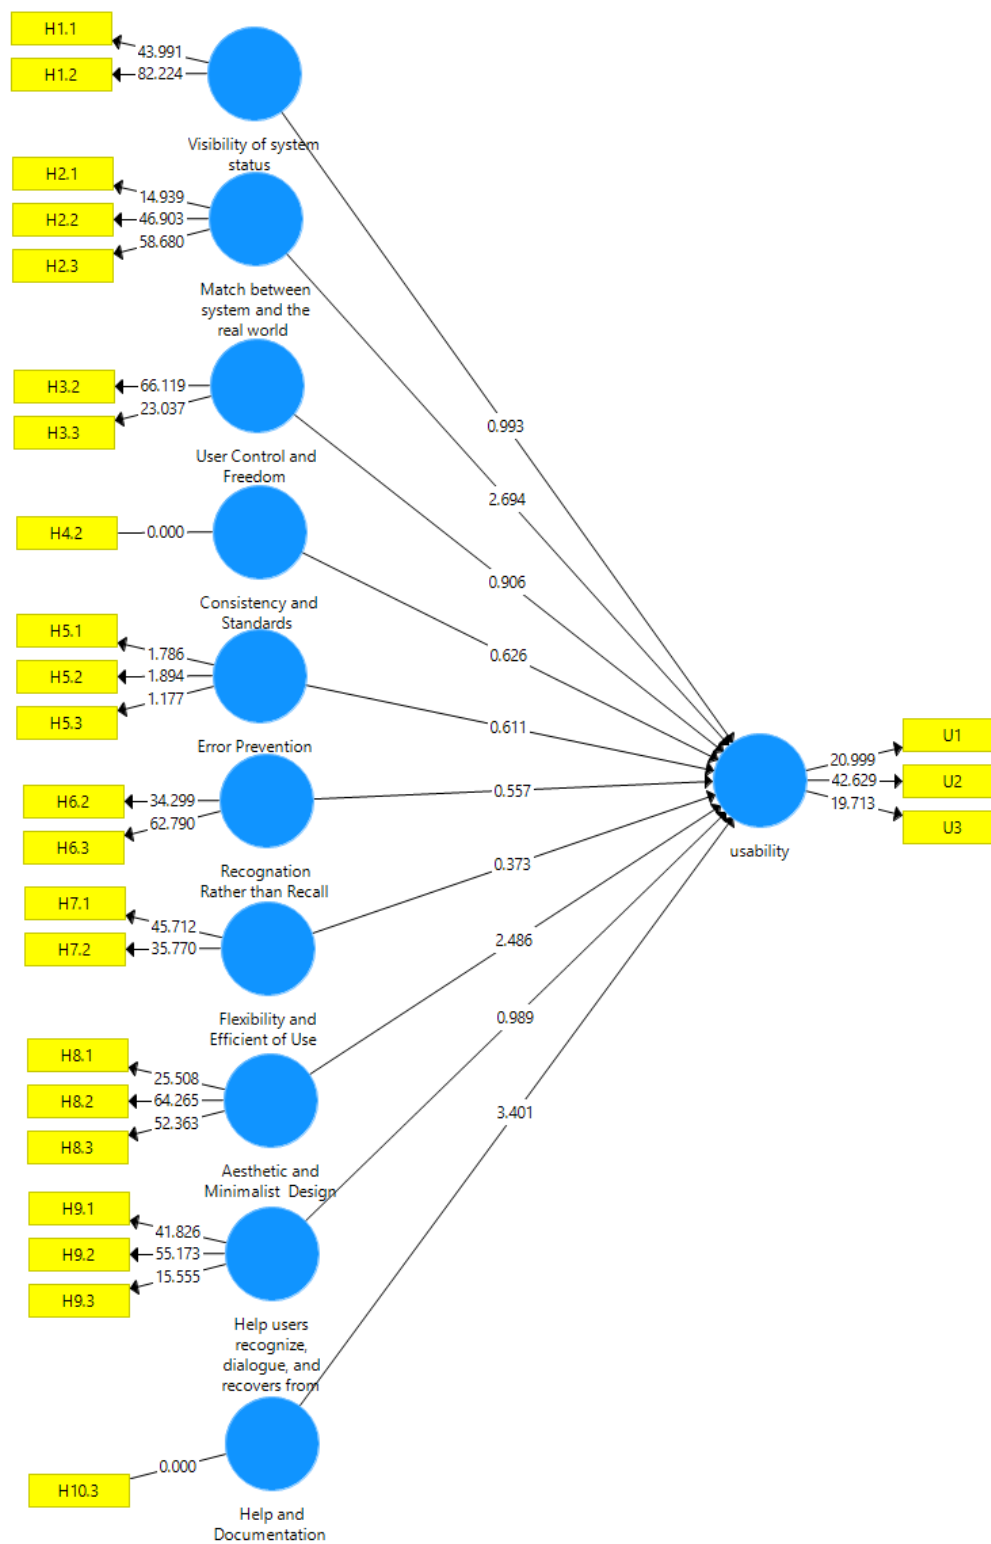 H1.1
43.991
H1.2
82.224
Visibility of system
status
H2.1
14.939
H2.2
46.903
H2.3
58.680
Match between
system and the
real world
H3.2
66.119
H3.3
23.037
0.993
User Control and
Freedom
2.694
H4.2
0.000
0.906
Consistency and
Standards
H5.1
1.786
0.626
H5.2
1.894
H5.3
1.177
0.611
Error Prevention
U1
20.999
U2
42.629
U3
19.713
usability
H6.2
34.299
0.557
H6.3
62.790
Recognation
Rather than Recall
0.373
H7.1
45.712
H7.2
35.770
2.486
Flexibility and
Efficient of Use
0.989
H8.1
25.508
H8.2
64.265
H8.3
52.363
3.401
Aesthetic and
Minimalist Design
H9.1
41.826
H9.2
55.173
H9.3
15.555
Help users
recognize,
dialogue, and
recovers from
H10.3
0.000
Help and
Documentation